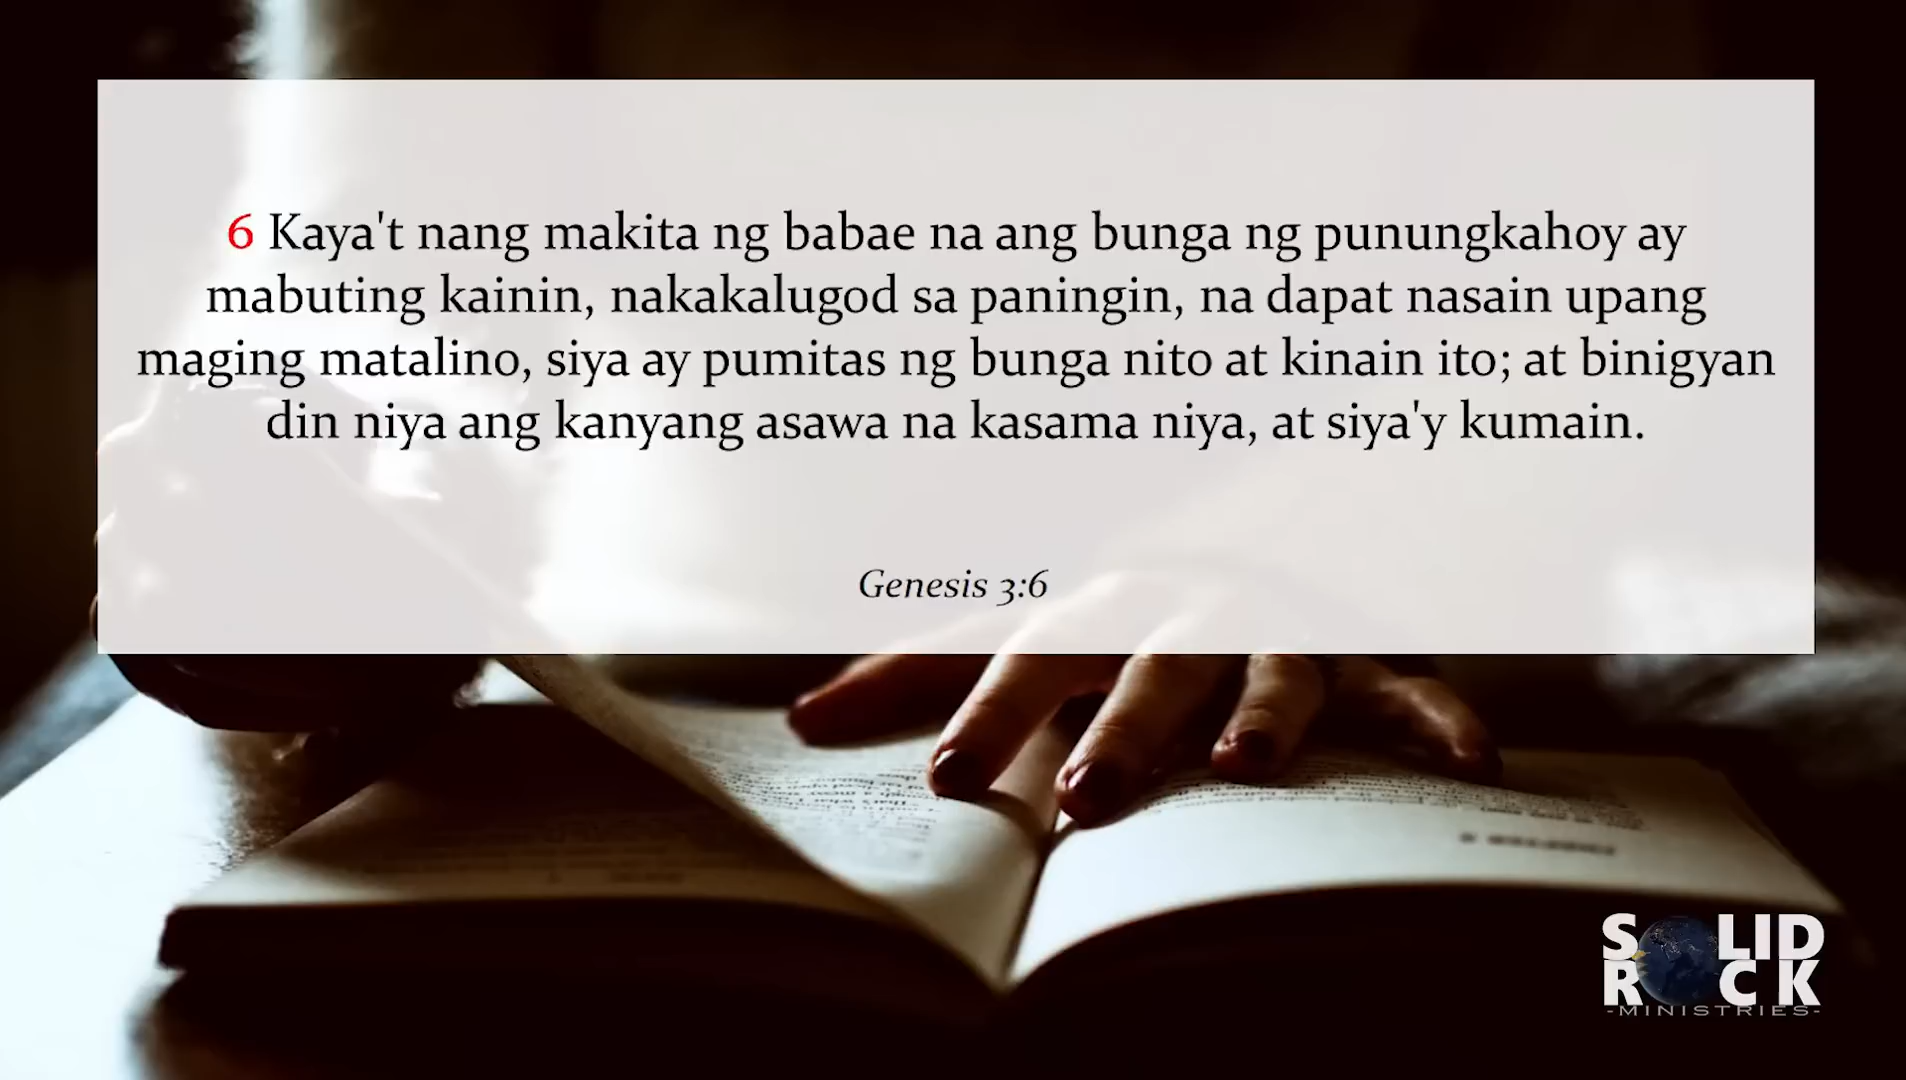 6 Kaya't nang makita ng babae na ang bunga ng punungkahoy ay
mabuting kainin, nakakalugod sa paningin, na dapat nasain upang
maging matalino, siya ay pumitas ng bunga nito at kinain ito; at binigyan
din niya ang kanyang asawa na kasama niya, at siya'y kumain.
Genesis 3:6
SOLID
ROCK
-MINISTRIES-